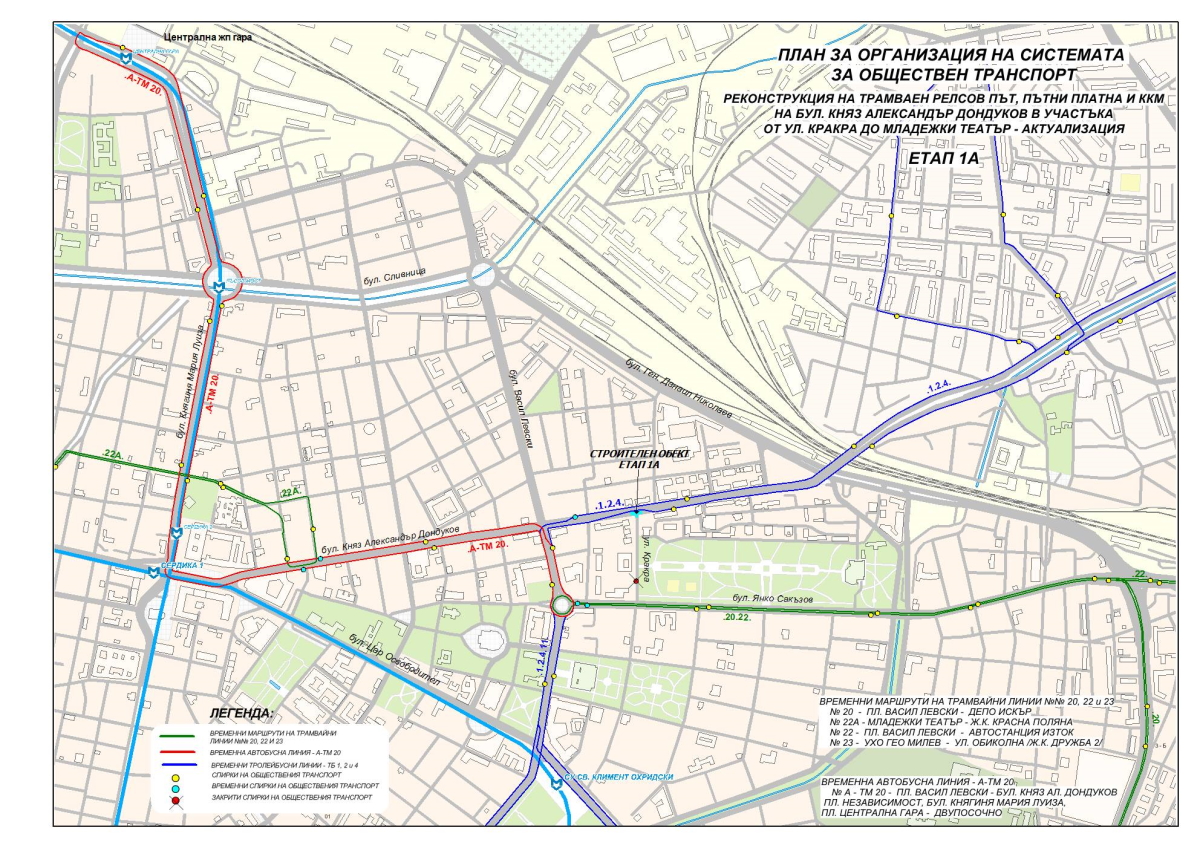 Централна жп гара
ПЛАН ЗА ОРГАНИЗАЦИЯ НА СИСТЕМАТА
ЗА ОБЩЕСТВЕН ТРАНСПОРТ
РЕКОНСТРУКЦИЯ НА ТРАМВАЕН РЕЛСОВ ПЪТ, ПЪТНИ ПЛАТНА И ККМ
НА БУЛ. КНЯЗ АЛЕКСАНДЪР ДОНДУКОВ В УЧАСТЪКА
ОТ УЛ. КРАКРА ДО МЛАДЕЖКИ ТЕАТЪР - АКТУАЛИЗАЦИЯ
ЕТАП 1А
.А-ТМ 20.
бул. Сливница
бул. Княгиня Мария Луиза
.А-ТМ 20.
бул. Васил Левски
бул. Ген. Данаил Николаев
.1.2.4.
.22А.
.22А.
СТРОИТЕЛЕН ОБЕКТ
ЕТАП 1А
.1.2.4.
СЕРДИКА 2
бул. Княз Александър Дондуков
.А-ТМ 20.
ул. Кракра
СЕРДИКА 1
.22
бул. Янко Сакъзов
.20.22.
бул. Цар Освободител
.1.2.4.11.
.20.
СУ СВ. КЛИМЕНТ ОХРИДСКИ
ЛЕГЕНДА:
ВРЕМЕННИ МАРШРУТИ НА ТРАМВАЙНИ
ЛИНИИ №№ 20, 22 И 23
ВРЕМЕННА АВТОБУСНА ЛИНИЯ - А-ТМ 20
ВРЕМЕННИ ТРОЛЕЙБУСНИ ЛИНИИ - ТБ 1, 2 и 4
СПИРКИ НА ОБЩЕСТВЕНИЯ ТРАНСПОРТ
ВРЕМЕННИ СПИРКИ НА ОБЩЕСТВЕНИЯ ТРАНСПОРТ
ЗАКРИТИ СПИРКИ НА ОБЩЕСТВЕНИЯ ТРАНСПОРТ
ВРЕМЕННИ МАРШРУТИ НА ТРАМВАЙНИ ЛИНИИ №№ 20, 22 и 23
№ 20 - ПЛ. ВАСИЛ ЛЕВСКИ - ДЕПО ИСКЪР
№ 22А - МЛАДЕЖКИ ТЕАТЪР - Ж.К. КРАСНА ПОЛЯНА
№ 22 - ПЛ. ВАСИЛ ЛЕВСКИ - АВТОСТАНЦИЯ ИЗТОК
№ 23 - УХО ГЕО МИЛЕВ - УЛ. ОБИКОЛНА /Ж.К. ДРУЖБА 2/
ВРЕМЕННА АВТОБУСНА ЛИНИЯ - А-ТМ 20:
№ А - ТМ 20 - ПЛ. ВАСИЛ ЛЕВСКИ - БУЛ. КНЯЗ АЛ. ДОНДУКОВ
ПЛ. НЕЗАВИСИМОСТ, БУЛ. КНЯГИНЯ МАРИЯ ЛУИЗА,
ПЛ. ЦЕНТРАЛНА ГАРА - ДВУПОСОЧНО